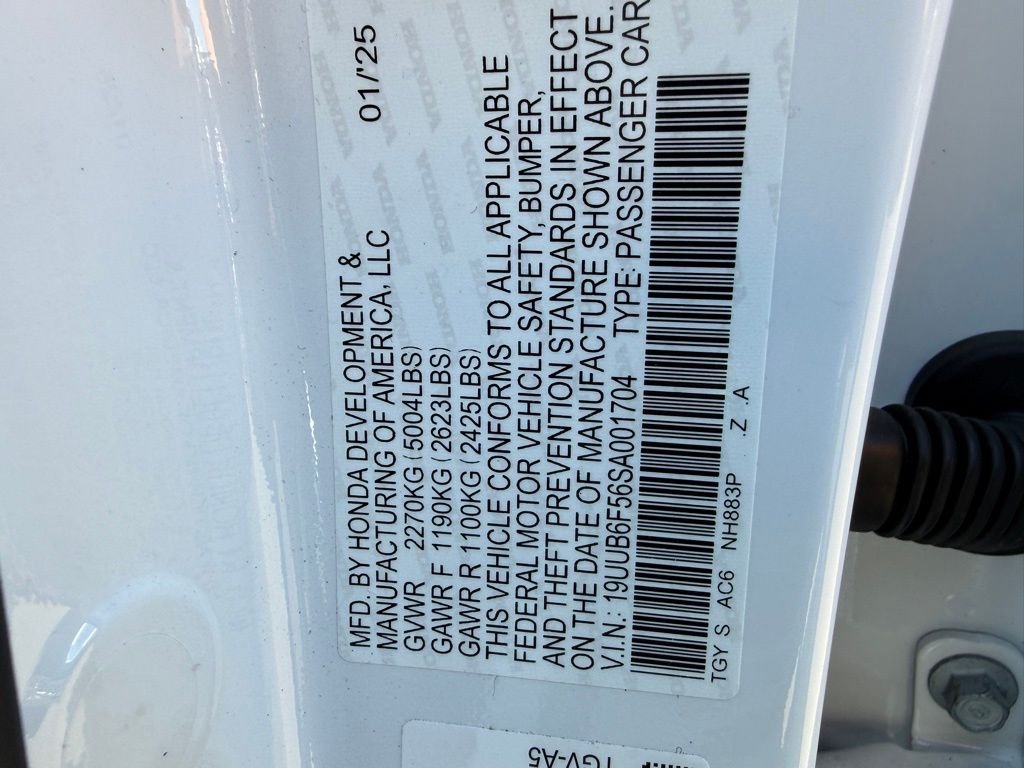 MFD. BY HONDA DEVELOPMENT &
MANUFACTURING OF AMERICA, LLC 01/'25
GVWR 2270KG (5004LBS)
GAWR F 1190KG (2623LBS)
GAWR R 1100KG (2425LBS)
THIS VEHICLE CONFORMS TO ALL APPLICABLE
FEDERAL MOTOR VEHICLE SAFETY, BUMPER,
AND THEFT PREVENTION STANDARDS IN EFFECT
ON THE DATE OF MANUFACTURE SHOWN ABOVE.
V.I.N.: 19UUB6F56SA001704 TYPE: PASSENGER CAR
TGY S AC6 NH883P .Z .A
TGV-A5